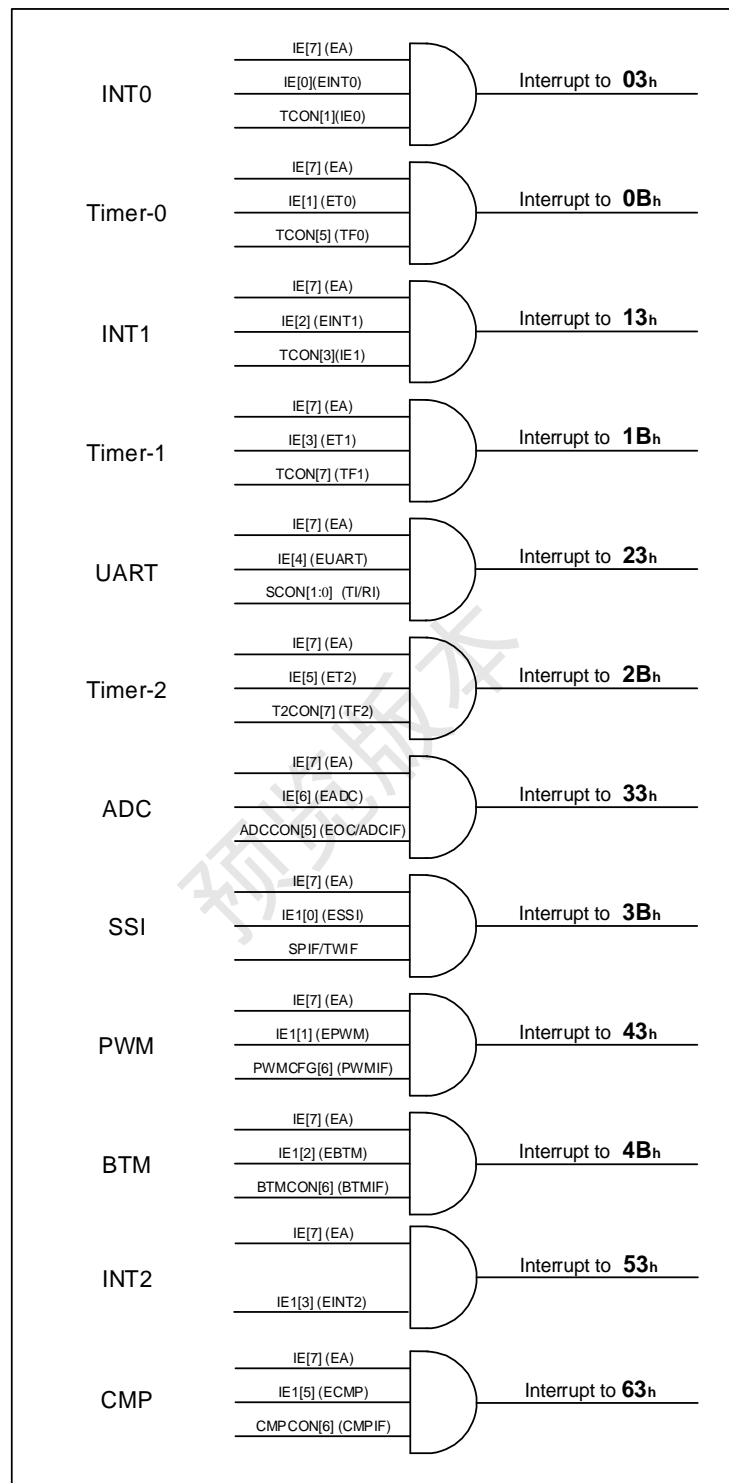 IE[7] (EA)
INT0 IE[0](EINT0) Interrupt to 03h
TCON[1](IE0)
IE[7] (EA)
Timer-0 IE[1] (ET0) Interrupt to 0Bh
TCON[5] (TF0)
IE[7] (EA)
INT1 IE[2] (EINT1) Interrupt to 13h
TCON[3](IE1)
IE[7] (EA)
Timer-1 IE[3] (ET1) Interrupt to 1Bh
TCON[7] (TF1)
IE[7] (EA)
UART IE[4] (EUART) Interrupt to 23h
SCON[1:0] (TI/RI)
IE[7] (EA)
Timer-2 IE[5] (ET2) Interrupt to 2Bh
T2CON[7] (TF2)
IE[7] (EA)
ADC IE[6] (EADC) Interrupt to 33h
ADCCON[5] (EOC/ADCIF)
IE[7] (EA)
SSI IE1[0] (ESSI) Interrupt to 3Bh
SPIF/TWIF
IE[7] (EA)
PWM IE1[1] (EPWM) Interrupt to 43h
PWMCFG[6] (PWMIF)
IE[7] (EA)
BTM IE1[2] (EBTM) Interrupt to 4Bh
BTMCON[6] (BTMIF)
IE[7] (EA)
INT2 Interrupt to 53h
IE1[3] (EINT2)
IE[7] (EA)
CMP IE1[5] (ECMP) Interrupt to 63h
CMPCON[6] (CMPIF)
预览版本